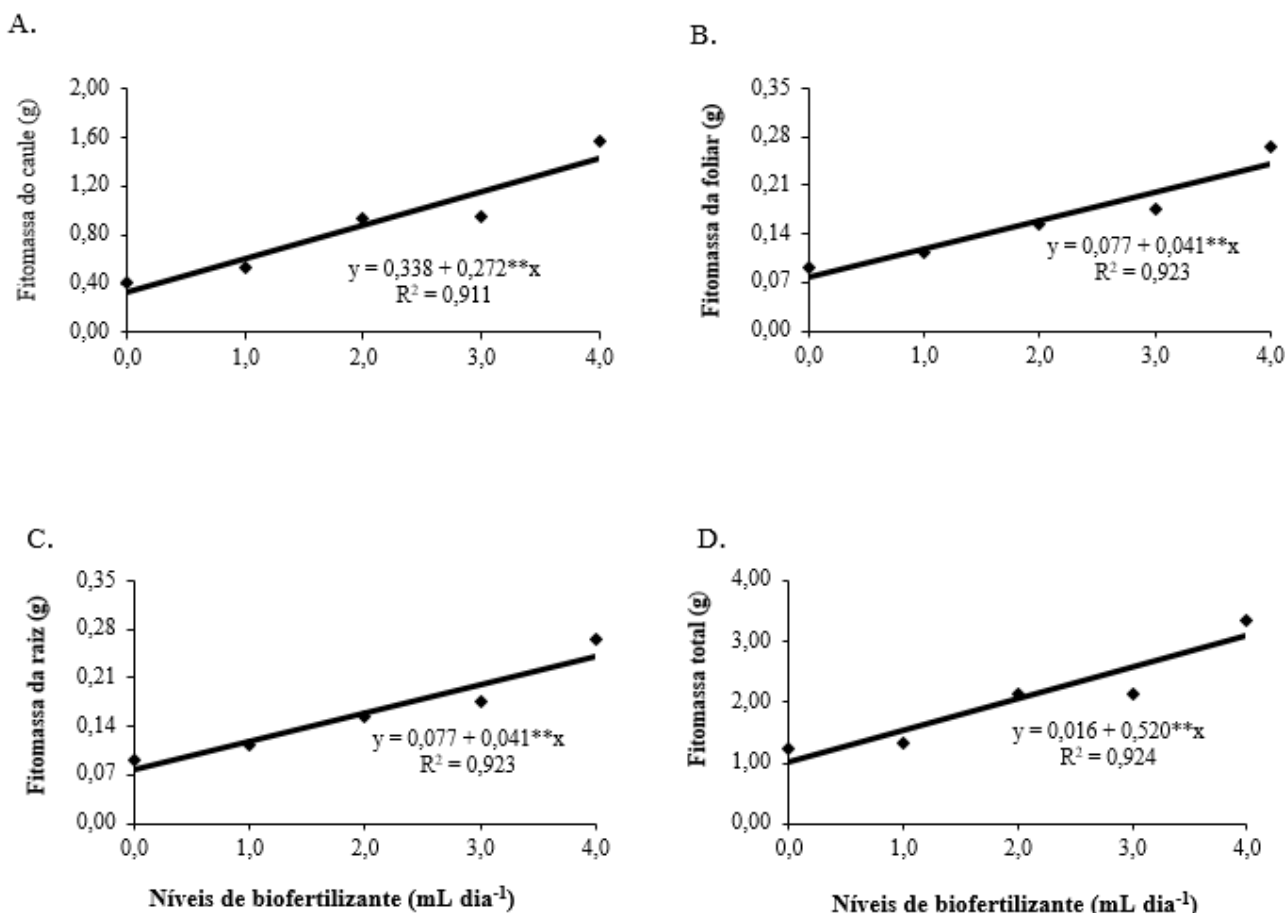 A.
Fitomassa do caule (g)
2,00
1,60
1,20
0,80
0,40
0,00
y = 0,338 + 0,272**x
R² = 0,911
0,0 1,0 2,0 3,0 4,0
B.
Fitomassa da foliar (g)
0,35
0,28
0,21
0,14
0,07
0,00
y = 0,077 + 0,041**x
R² = 0,923
0,0 1,0 2,0 3,0 4,0
C.
Fitomassa da raiz (g)
0,35
0,28
0,21
0,14
0,07
0,00
y = 0,077 + 0,041**x
R² = 0,923
0,0 1,0 2,0 3,0 4,0
Níveis de biofertilizante (mL dia⁻¹)
D.
Fitomassa total (g)
4,00
3,00
2,00
1,00
0,00
y = 0,016 + 0,520**x
R² = 0,924
0,0 1,0 2,0 3,0 4,0
Níveis de biofertilizante (mL dia⁻¹)